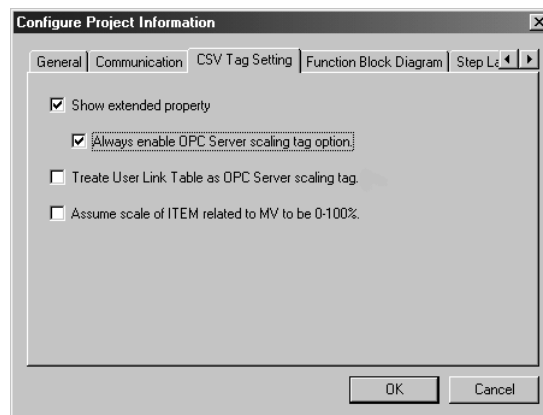 Configure Project Information
General Communication CSV Tag Setting Function Block Diagram Step La
Show extended property
Always enable OPC Server scaling tag option.
Treate User Link Table as OPC Server scaling tag.
Assume scale of ITEM related to MV to be 0-100%.
OK Cancel